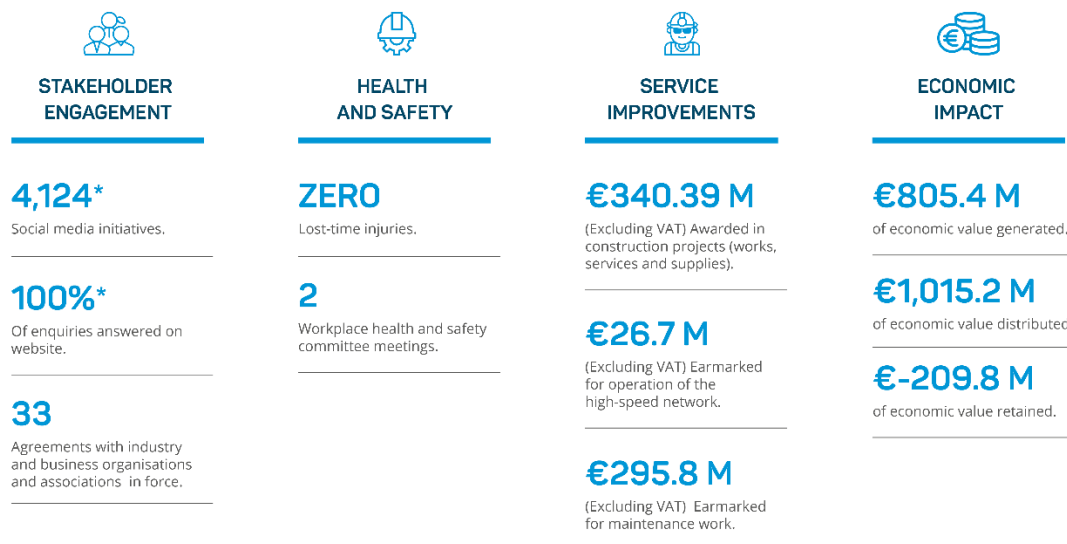 STAKEHOLDER
ENGAGEMENT
4,124*
Social media initiatives.
100%*
Of enquiries answered on
website.
33
Agreements with industry
and business organisations
and associations in force.
HEALTH
AND SAFETY
ZERO
Lost-time injuries.
2
Workplace health and safety
committee meetings.
SERVICE
IMPROVEMENTS
€340.39 M
(Excluding VAT) Awarded in
construction projects (works,
services and supplies).
€26.7 M
(Excluding VAT) Earmarked
for operation of the
high-speed network.
€295.8 M
(Excluding VAT) Earmarked
for maintenance work.
ECONOMIC
IMPACT
€805.4 M
of economic value generated.
€1,015.2 M
of economic value distributed
€-209.8 M
of economic value retained.